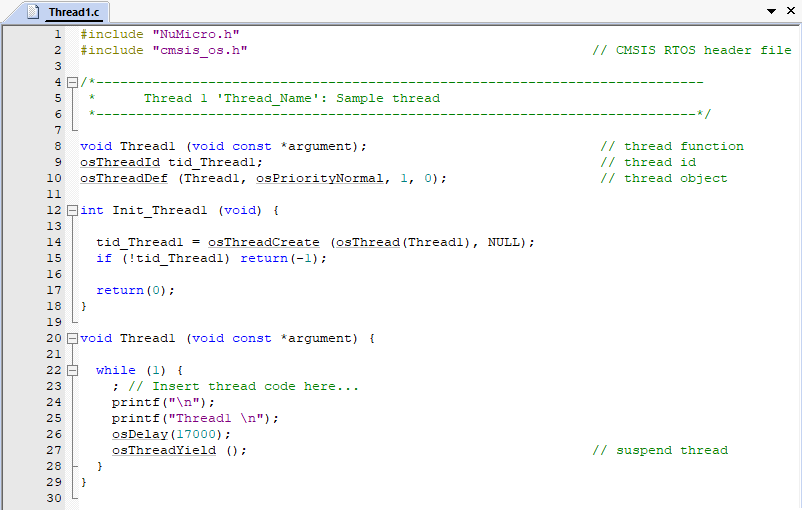 Thread1.c
1 #include "NuMicro.h"
2 #include "cmsis_os.h" // CMSIS RTOS header file
3
4 /*----------------------------------------------------------------------------
5 * Thread 1 'Thread_Name': Sample thread
6 *---------------------------------------------------------------------------*/
7
8 void Thread1 (void const *argument); // thread function
9 osThreadId tid_Thread1; // thread id
10 osThreadDef (Thread1, osPriorityNormal, 1, 0); // thread object
11
12 int Init_Thread1 (void) {
13
14 tid_Thread1 = osThreadCreate (osThread(Thread1), NULL);
15 if (!tid_Thread1) return(-1);
16
17 return(0);
18 }
19
20 void Thread1 (void const *argument) {
21
22 while (1) {
23 ; // Insert thread code here...
24 printf("\n");
25 printf("Thread1 \n");
26 osDelay(17000);
27 osThreadYield (); // suspend thread
28 }
29 }
30